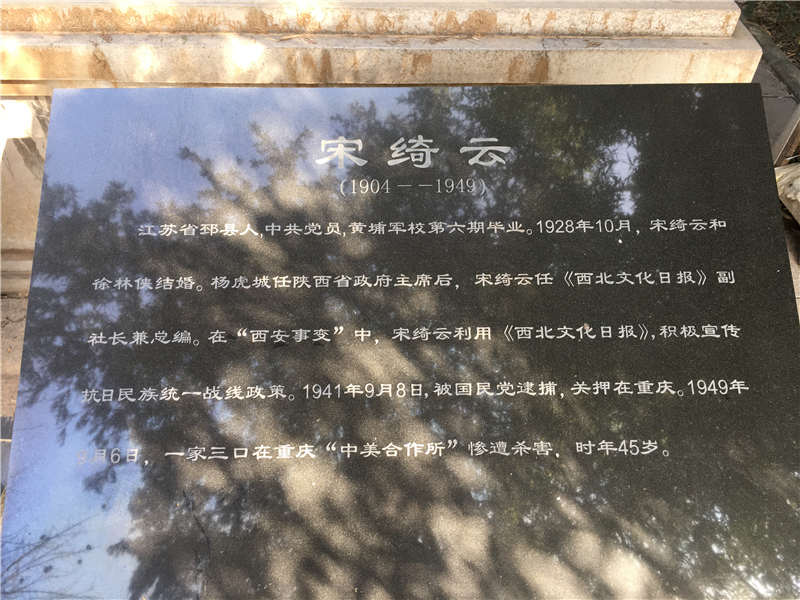 宋绮云
(1904－－1949)
江苏省邳县人,中共党员,黄埔军校第六期毕业。1928年10月，宋绮云和
徐林侠结婚。杨虎城任陕西省政府主席后，宋绮云任《西北文化日报》副
社长兼总编。在“西安事变”中，宋绮云利用《西北文化日报》,积极宣传
抗日民族统一战线政策。1941年9月8日,被国民党逮捕,关押在重庆。1949年
月6日，一家三口在重庆“中美合作所”惨遭杀害，时年45岁。